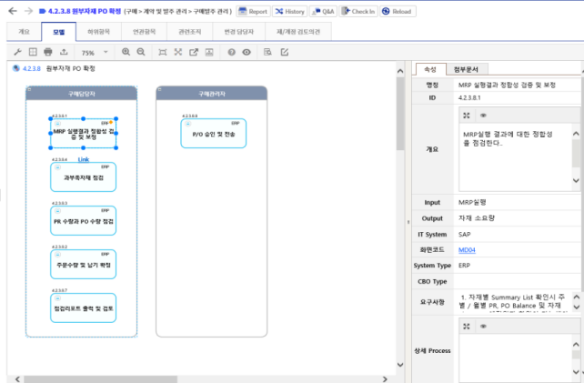 4.2.3.8 원부자재 PO 확정 (구매 > 계약 및 발주 관리 > 구매발주 관리) Report History Q&A Check In Reload
개요 모델 하위항목 연관항목 관련조직 변경 담당자 제/개정 검토의견
75%
4.2.3.8 원부자재 PO 확정
구매담당자 구매관리자
4.2.3.8.1
ERP
MRP 실행결과 정합성 검
증 및 보정
Link
ERP
과부족자재 점검
ERP
PR 수량과 PO 수량 점검
ERP
주문수량 및 납기 확정
점검리포트 출력 및 검토
ERP
P/O 승인 및 전송
속성 첨부문서
명칭 MRP 실행결과 정합성 검증 및 보정
ID 4.2.3.8.1
개요 MRP실행 결과에 대한 정합성
을 점검한다.
Input MRP실행
Output 자재 소요량
IT System SAP
화면코드 MD04
System Type ERP
CBO Type
요구사항 1. 자재별 Summary List 확인시 주
별 / 월별 PR, PO Balance 및 자재
상세 Process